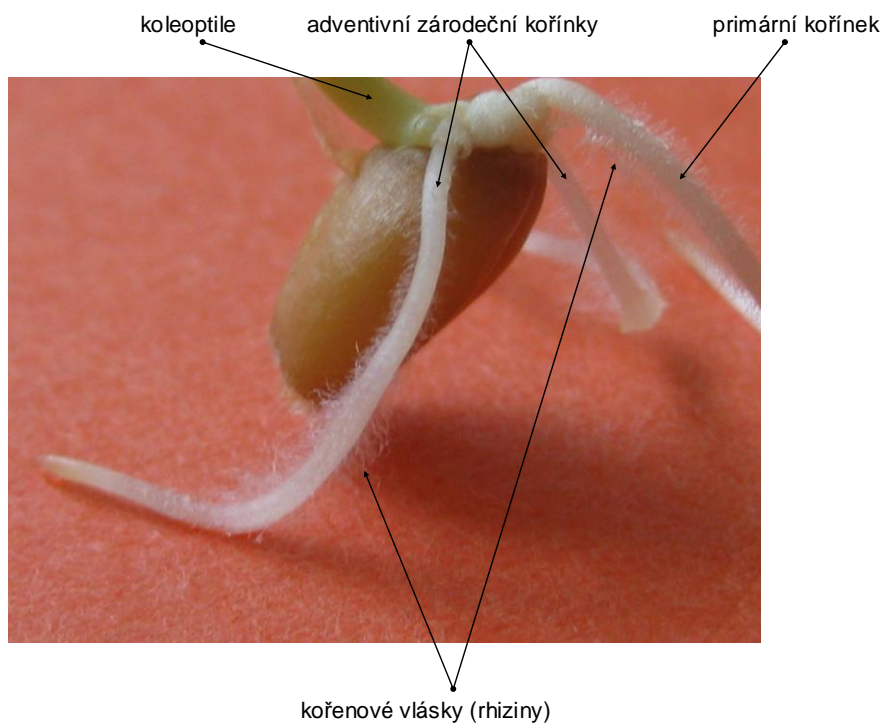 koleoptile
adventivní zárodeční kořínky
primární kořínek
kořenové vlásky (rhiziny)